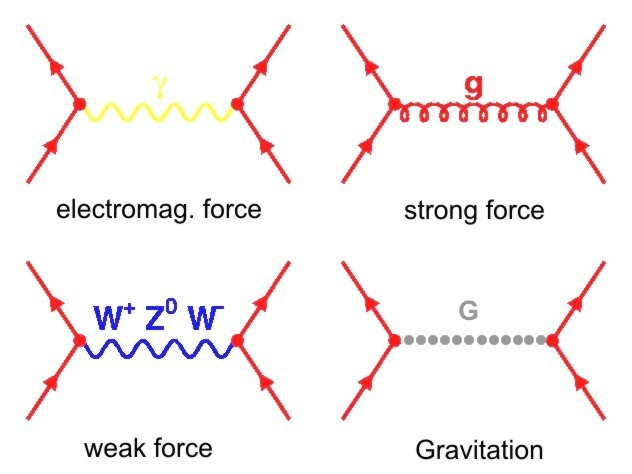 γ
g
electromag. force
strong force
W⁺ Z⁰ W⁻
G
weak force
Gravitation